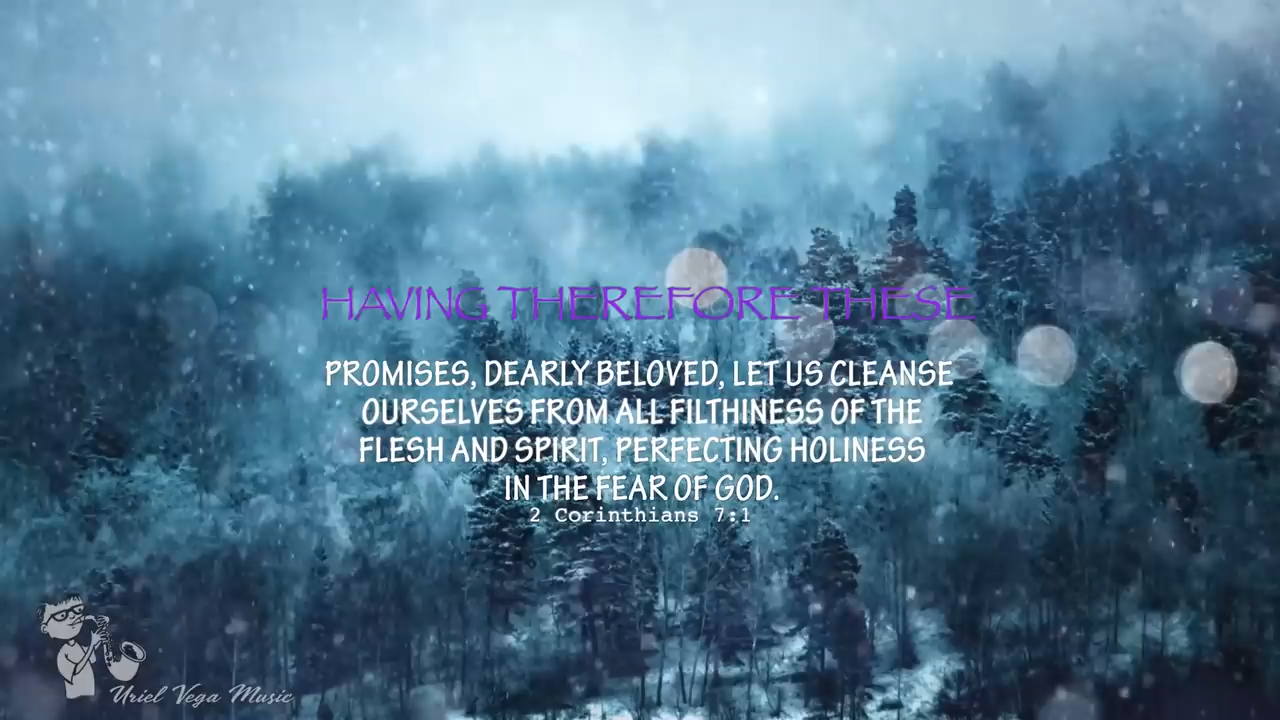 HAVING THEREFORE THESE
PROMISES, DEARLY BELOVED, LET US CLEANSE
OURSELVES FROM ALL FILTHINESS OF THE
FLESH AND SPIRIT, PERFECTING HOLINESS
IN THE FEAR OF GOD.
2 Corinthians 7:1
Uriel Vega Music